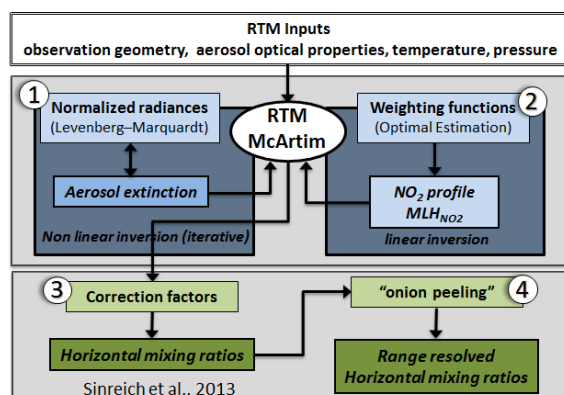 RTM Inputs
observation geometry, aerosol optical properties, temperature, pressure
1
Normalized radiances
(Levenberg–Marquardt)
Aerosol extinction
Non linear inversion (iterative)
RTM
McArtim
2
Weighting functions
(Optimal Estimation)
NO2 profile
MLHNO2
linear inversion
3
Correction factors
Horizontal mixing ratios
Sinreich et al., 2013
4
“onion peeling”
Range resolved
Horizontal mixing ratios